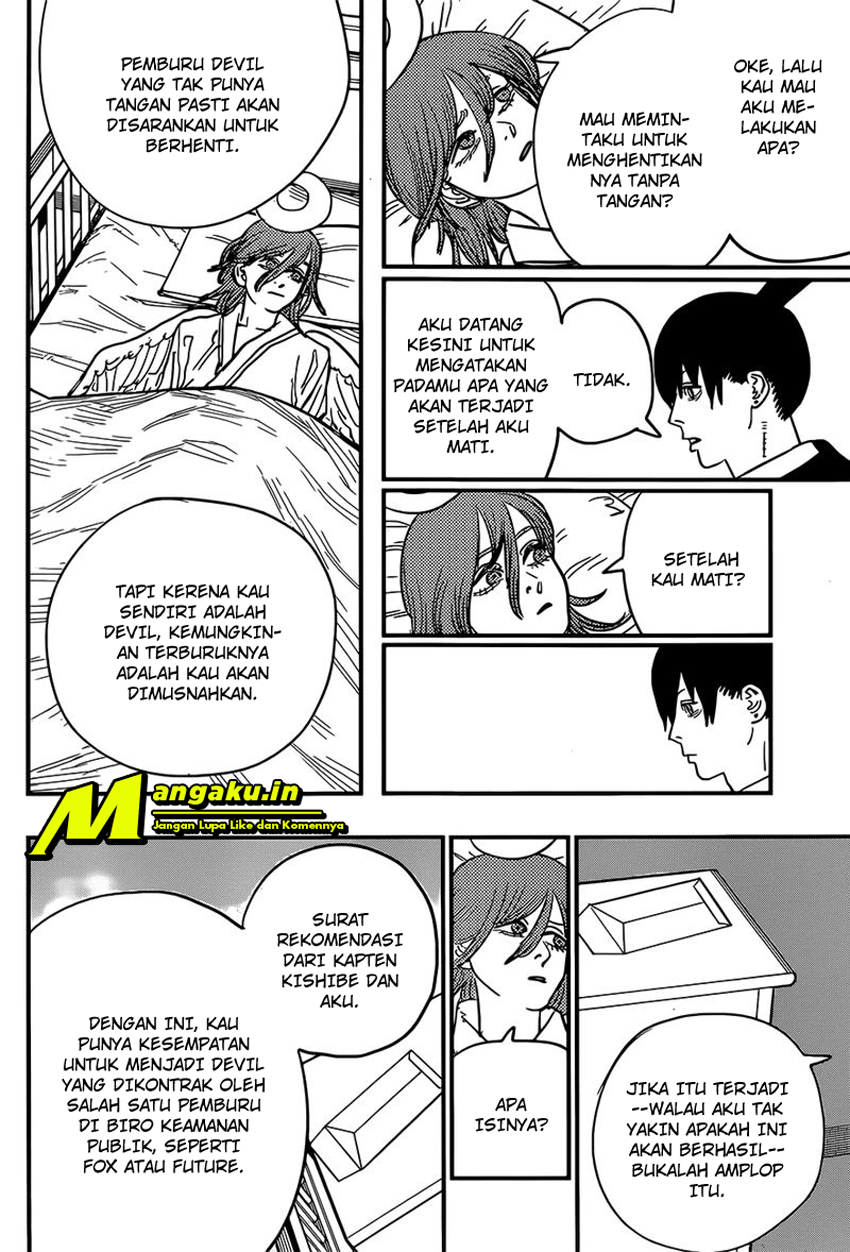 OKE, LALU
KAU MAU
AKU ME-
LAKUKAN
APA?
MAU MEMIN-
TAKU UNTUK
MENGHENTIKAN
NYA TANPA
TANGAN?
TIDAK.
AKU DATANG
KESINI UNTUK
MENGATAKAN
PADAMU APA YANG
AKAN TERJADI
SETELAH AKU
MATI.
SETELAH
KAU MATI?
PEMBURU DEVIL
YANG TAK PUNYA
TANGAN PASTI AKAN
DISARANKAN UNTUK
BERHENTI.
TAPI KERENA KAU
SENDIRI ADALAH
DEVIL, KEMUNGKIN-
AN TERBURUKNYA
ADALAH KAU AKAN
DIMUSNAHKAN.
Mangaku.in
Jangan Lupa Like dan Komennya
JIKA ITU TERJADI
--WALAU AKU TAK
YAKIN APAKAH INI
AKAN BERHASIL--
BUKALAH AMPLOP
ITU.
APA
ISINYA?
SURAT
REKOMENDASI
DARI KAPTEN
KISHIBE DAN
AKU.
DENGAN INI, KAU
PUNYA KESEMPATAN
UNTUK MENJADI DEVIL
YANG DIKONTRAK OLEH
SALAH SATU PEMBURU
DI BIRO KEAMANAN
PUBLIK, SEPERTI
FOX ATAU FUTURE.